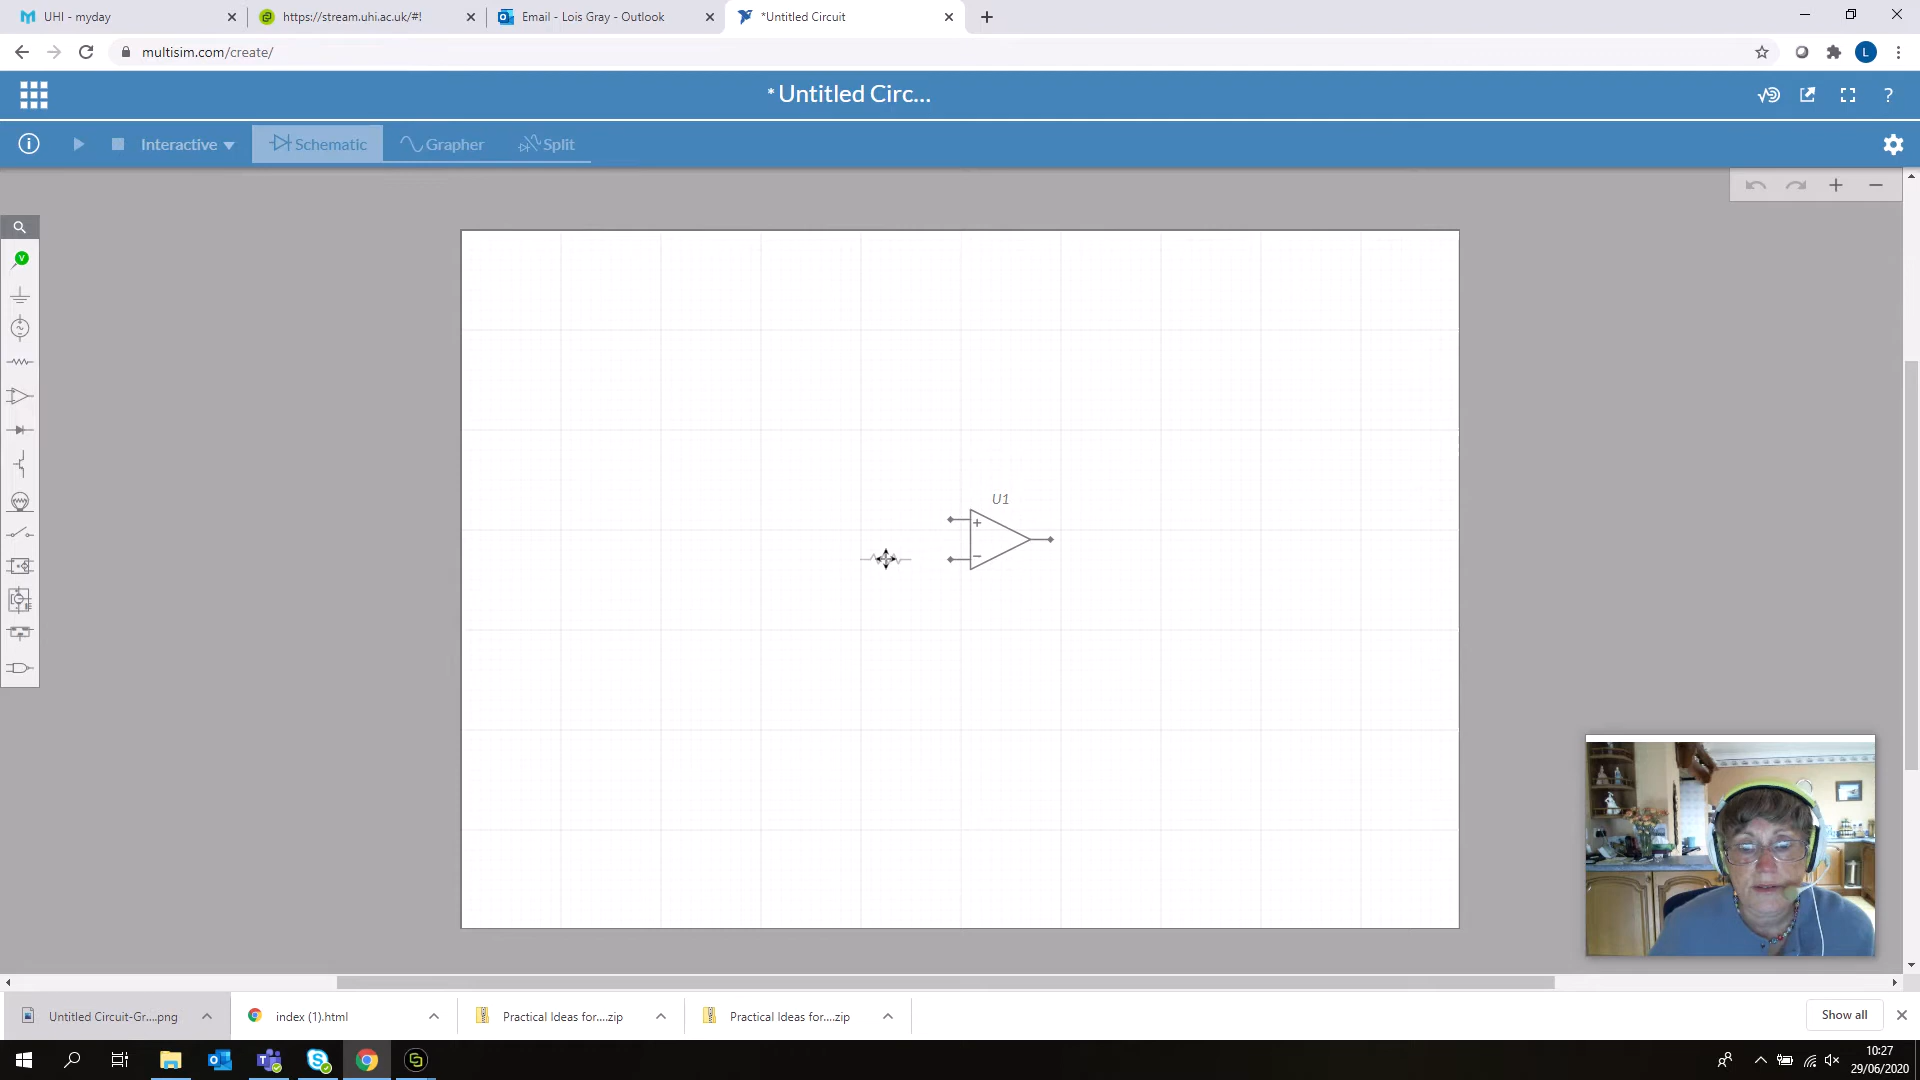 UHI - myday
https://stream.uhi.ac.uk/#!
Email - Lois Gray - Outlook
*Untitled Circuit
multisim.com/create/
L
* Untitled Circ...
?
Interactive
Schematic
Grapher
Split
V
U1
+
−
Untitled Circuit-Gr....png
index (1).html
Practical Ideas for....zip
Practical Ideas for....zip
Show all
10:27
29/06/2020